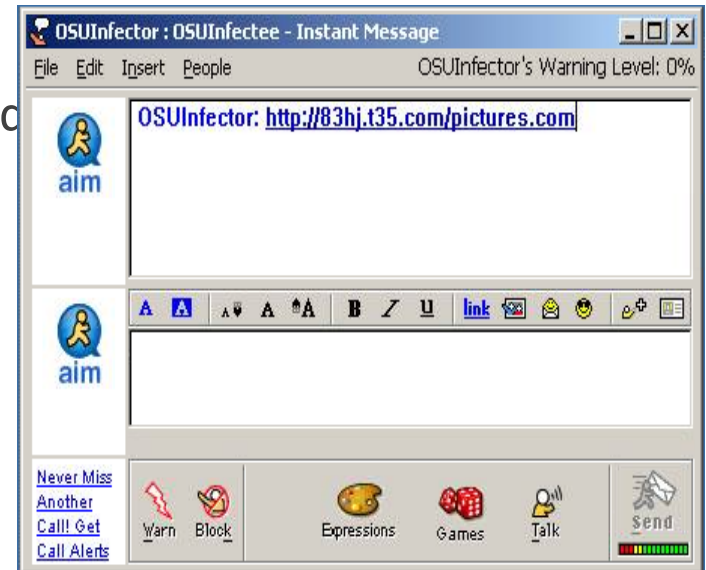 OSUInfector : OSUInfectee - Instant Message
File Edit Insert People OSUInfector's Warning Level: 0%
c
OSUInfector: http://83hj.t35.com/pictures.com
aim
A A A A A B I U link
aim
Never Miss
Another
Call! Get
Call Alerts
Warn Block Expressions Games Talk Send